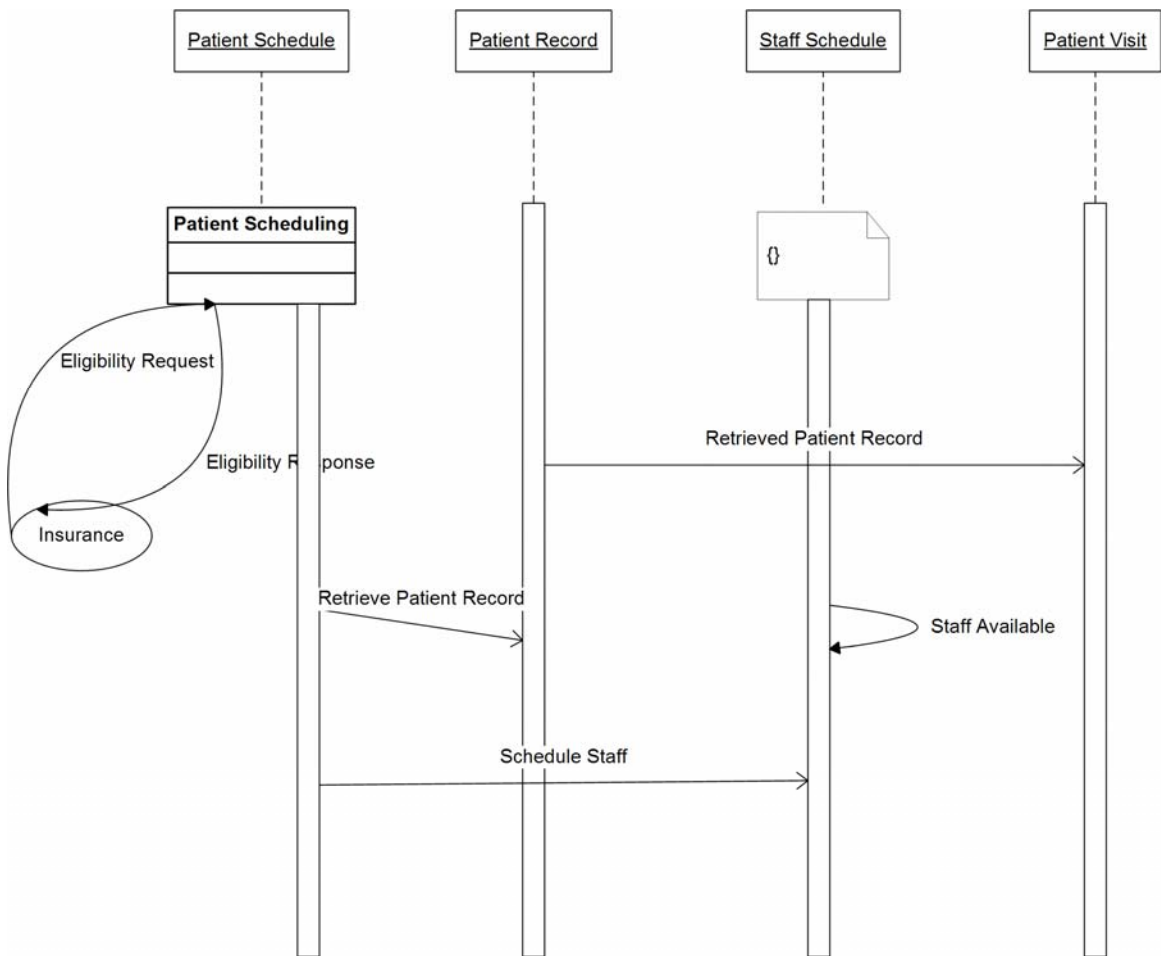 Patient Schedule
Patient Record
Staff Schedule
Patient Visit
Patient Scheduling
{}
Eligibility Request
Retrieved Patient Record
Eligibility Response
Insurance
Retrieve Patient Record
Staff Available
Schedule Staff